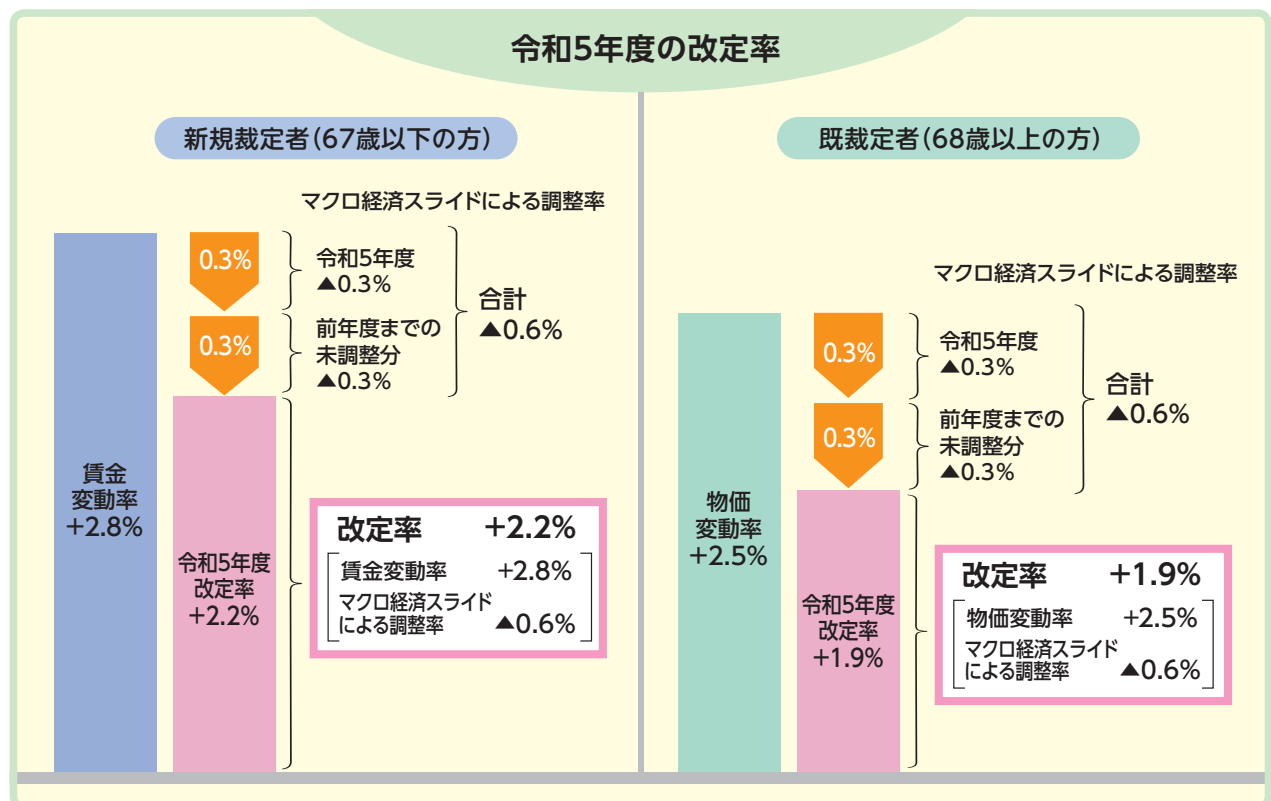 令和5年度の改定率
新規裁定者(67歳以下の方)
マクロ経済スライドによる調整率
0.3%
令和5年度
▲0.3%
0.3%
前年度までの
未調整分
▲0.3%
合計
▲0.6%
賃金
変動率
+2.8%
令和5年度
改定率
+2.2%
改定率 +2.2%
賃金変動率 +2.8%
マクロ経済スライド
による調整率 ▲0.6%
既裁定者(68歳以上の方)
マクロ経済スライドによる調整率
0.3%
令和5年度
▲0.3%
0.3%
前年度までの
未調整分
▲0.3%
合計
▲0.6%
物価
変動率
+2.5%
令和5年度
改定率
+1.9%
改定率 +1.9%
物価変動率 +2.5%
マクロ経済スライド
による調整率 ▲0.6%